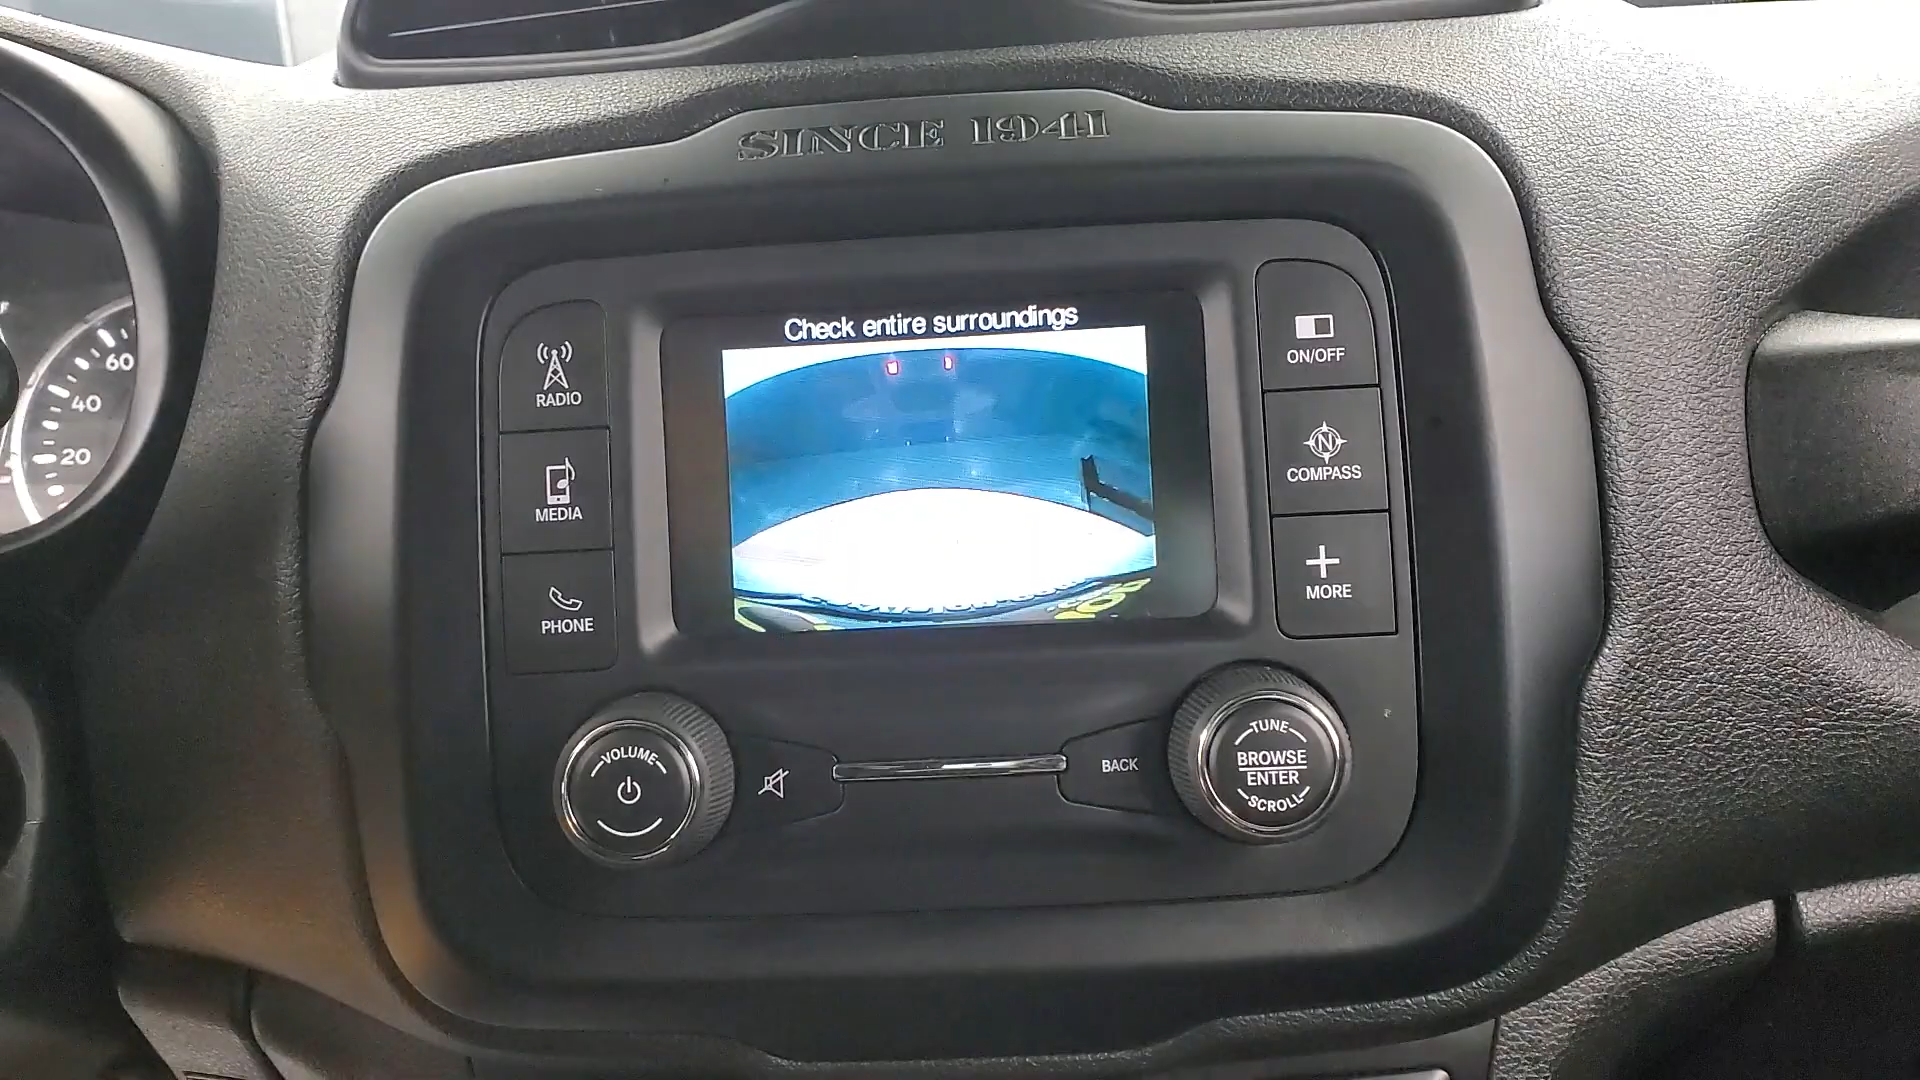 SINCE 1941
Check entire surroundings
RADIO
MEDIA
PHONE
ON/OFF
N
COMPASS
MORE
60
40
20
VOLUME
BACK
TUNE
BROWSE
ENTER
SCROLL